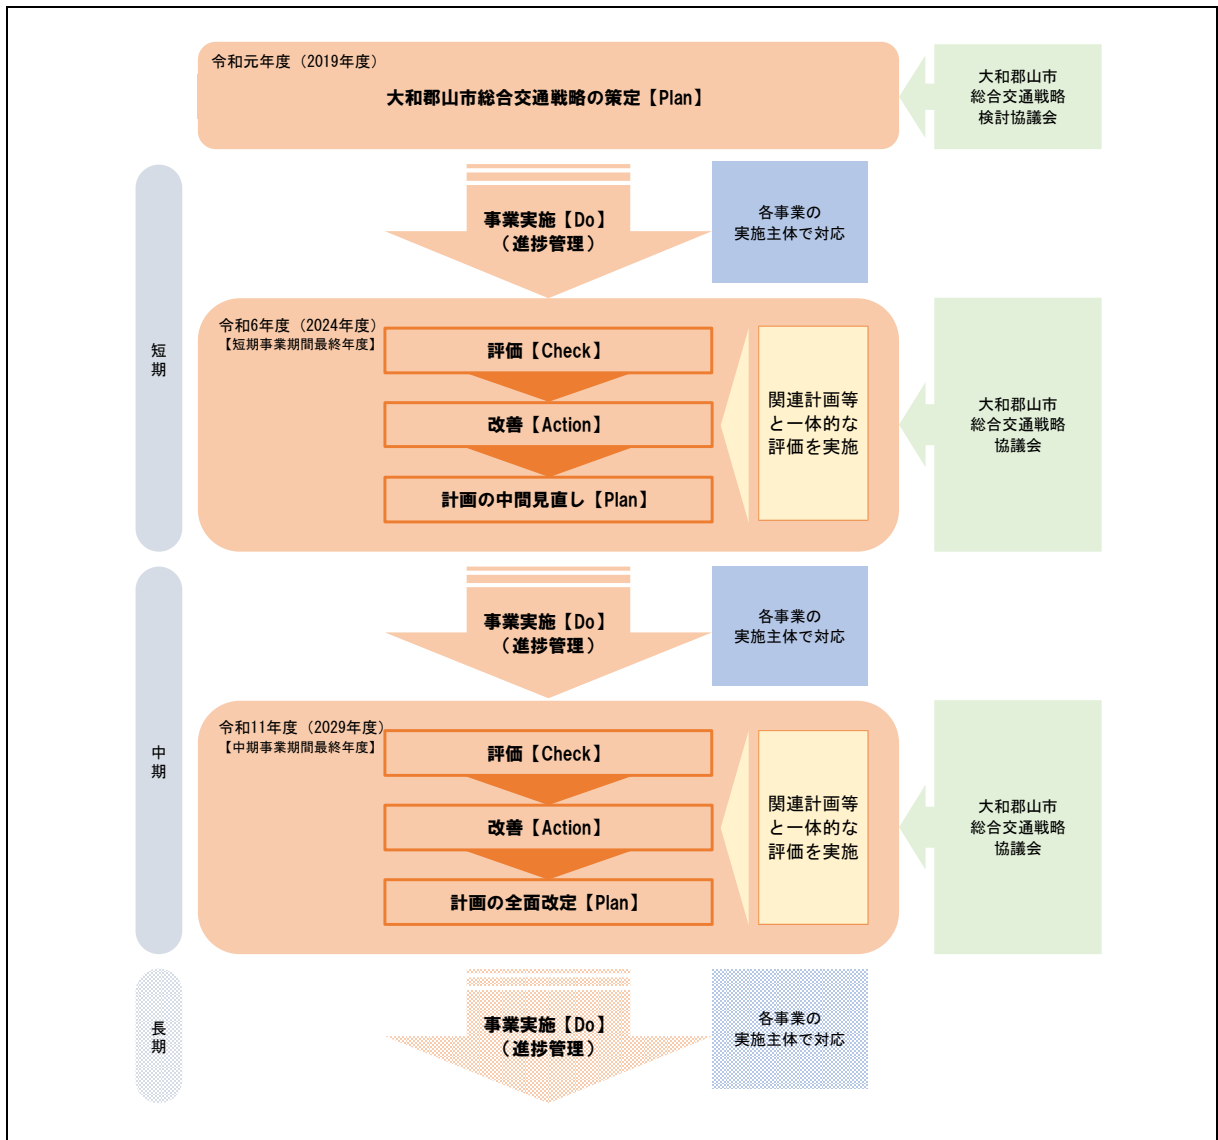 令和元年度（2019年度）
大和郡山市総合交通戦略の策定【Plan】
大和郡山市
総合交通戦略
検討協議会
短
期
事業実施【Do】
（進捗管理）
各事業の
実施主体で対応
令和6年度（2024年度）
【短期事業期間最終年度】
評価【Check】
改善【Action】
計画の中間見直し【Plan】
関連計画等
と一体的な
評価を実施
大和郡山市
総合交通戦略
協議会
中
期
事業実施【Do】
（進捗管理）
各事業の
実施主体で対応
令和11年度（2029年度）
【中期事業期間最終年度】
評価【Check】
改善【Action】
計画の全面改定【Plan】
関連計画等
と一体的な
評価を実施
大和郡山市
総合交通戦略
協議会
長
期
事業実施【Do】
（進捗管理）
各事業の
実施主体で対応